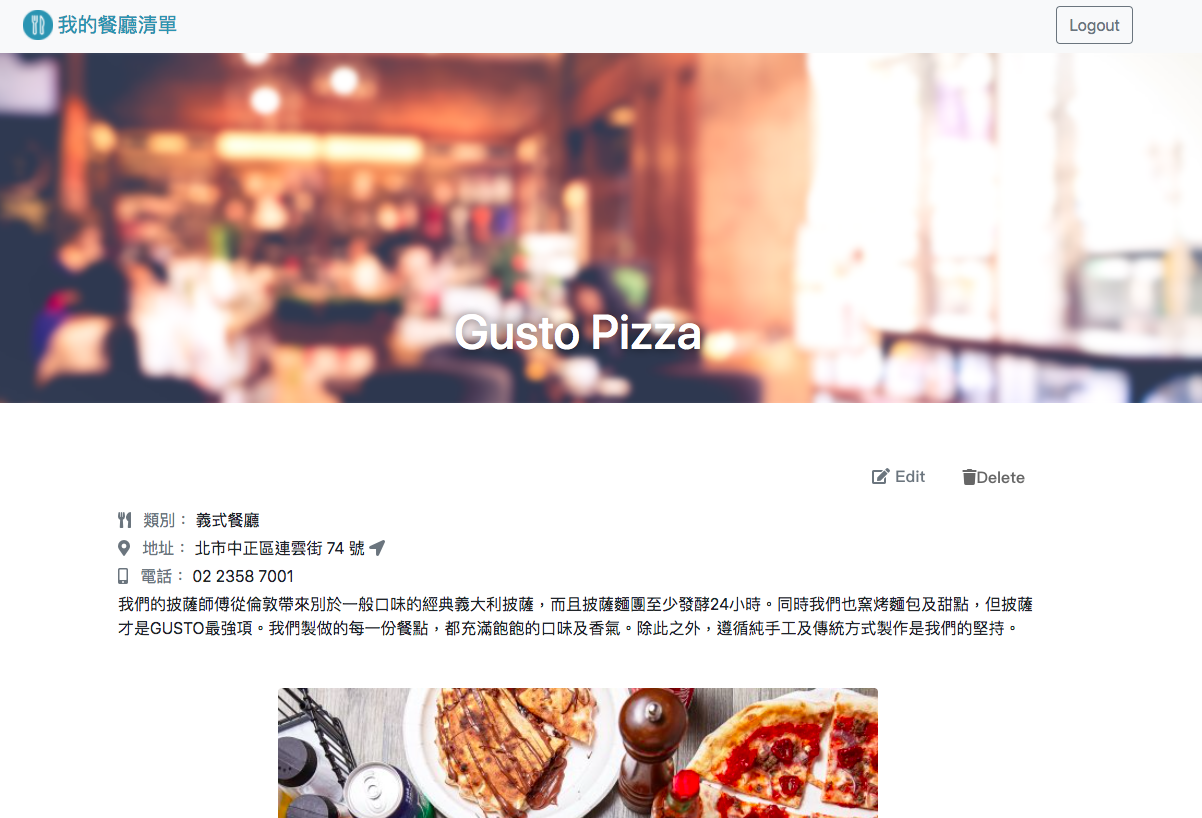 我的餐廳清單
Logout
Gusto Pizza
Edit
Delete
類別： 義式餐廳
地址： 北市中正區連雲街 74 號
電話： 02 2358 7001
我們的披薩師傅從倫敦帶來別於一般口味的經典義大利披薩，而且披薩麵團至少發酵24小時。同時我們也窯烤麵包及甜點，但披薩
才是GUSTO最強項。我們製做的每一份餐點，都充滿飽飽的口味及香氣。除此之外，遵循純手工及傳統方式製作是我們的堅持。